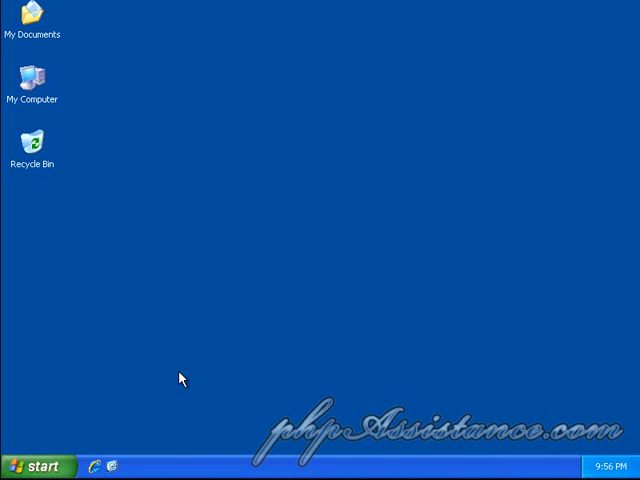 My Documents
My Computer
Recycle Bin
phpAssistance.com
start
9:56 PM